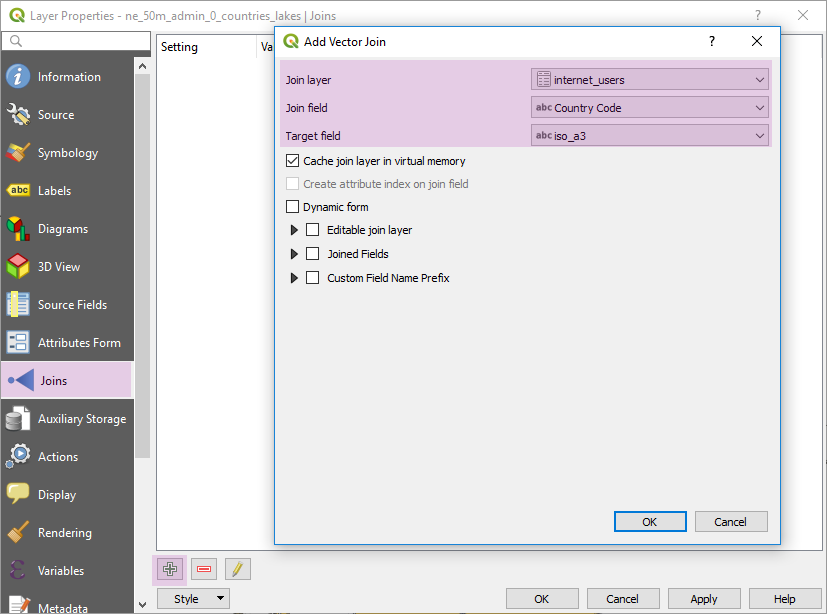 Layer Properties - ne_50m_admin_0_countries_lakes | Joins
?
Setting
Va
Information
Source
Symbology
abc Labels
Diagrams
3D View
Source Fields
Attributes Form
Joins
Auxiliary Storage
Actions
Display
Rendering
Variables
Metadata
Add Vector Join
?
Join layer internet_users
Join field abc Country Code
Target field abc iso_a3
Cache join layer in virtual memory
Create attribute index on join field
Dynamic form
Editable join layer
Joined Fields
Custom Field Name Prefix
OK Cancel
Style OK Cancel Apply Help